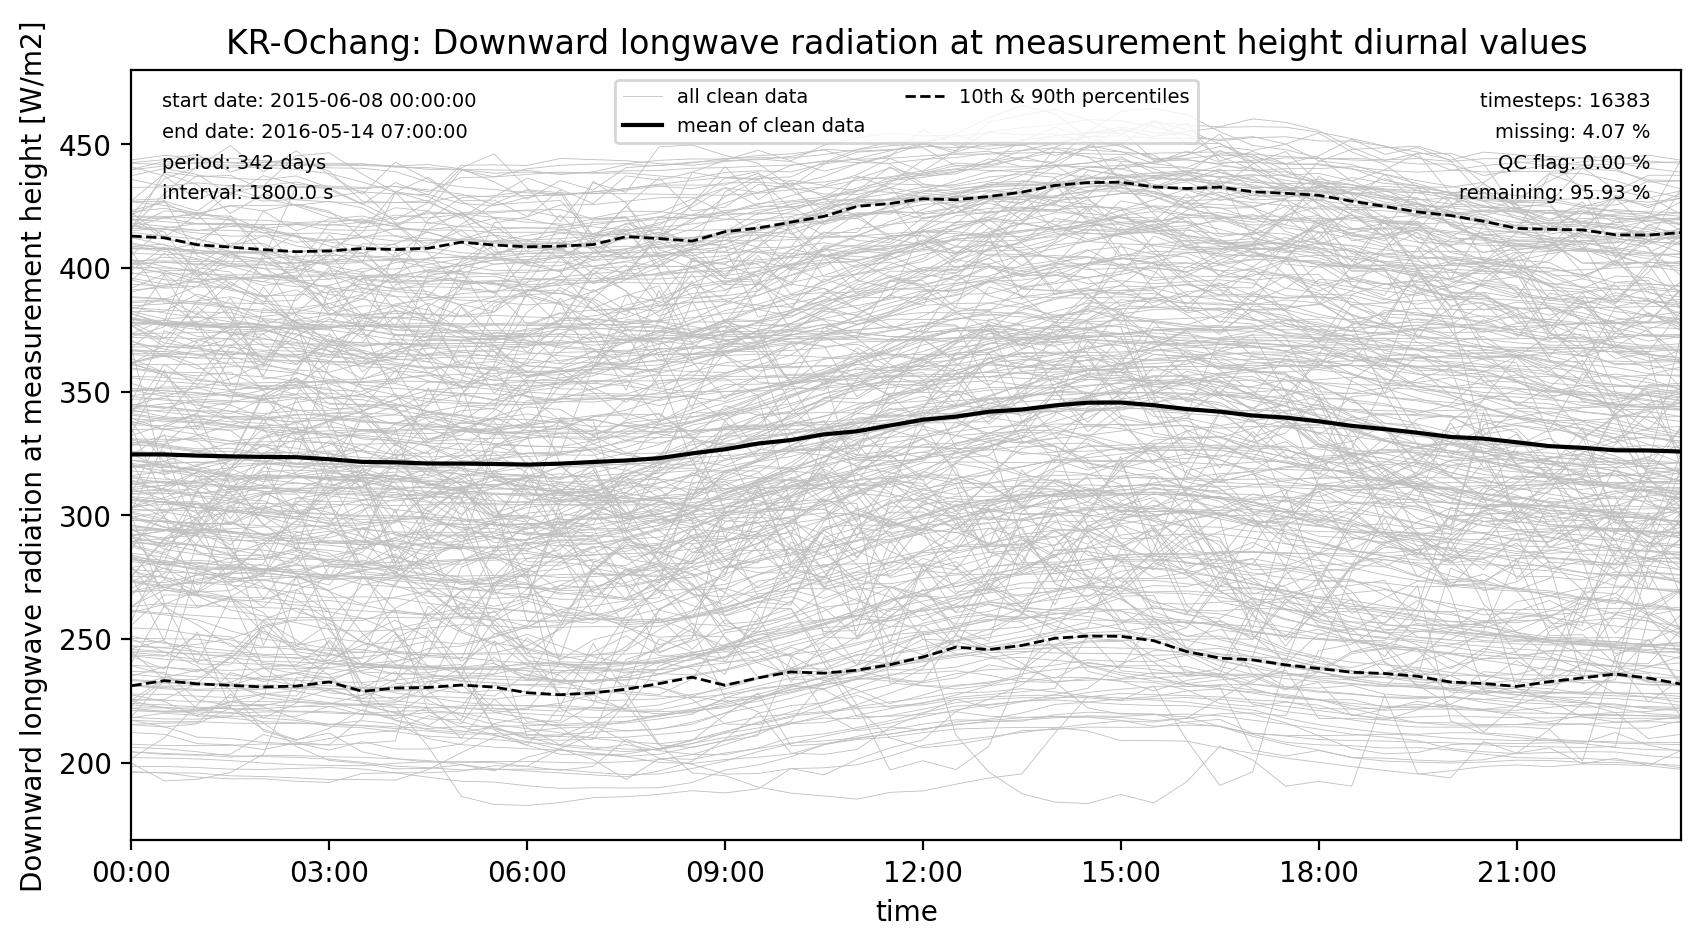 KR-Ochang: Downward longwave radiation at measurement height diurnal values
Downward longwave radiation at measurement height [W/m2]
start date: 2015-06-08 00:00:00
end date: 2016-05-14 07:00:00
period: 342 days
interval: 1800.0 s
all clean data
mean of clean data
10th & 90th percentiles
timesteps: 16383
missing: 4.07 %
QC flag: 0.00 %
remaining: 95.93 %
450
400
350
300
250
200
00:00 03:00 06:00 09:00 12:00 15:00 18:00 21:00
time